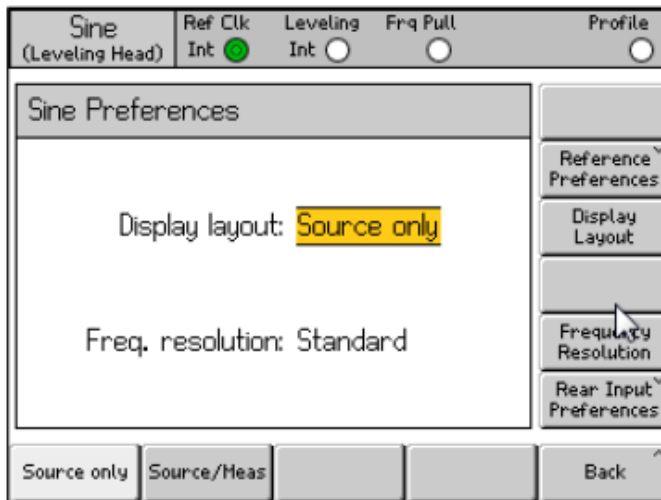 Sine
(Leveling Head)
Ref Clk
Int
Leveling
Int
Frq Pull
Profile
Sine Preferences
Display layout: Source only
Freq. resolution: Standard
Reference
Preferences
Display
Layout
Frequency
Resolution
Rear Input
Preferences
Source only
Source/Meas
Back